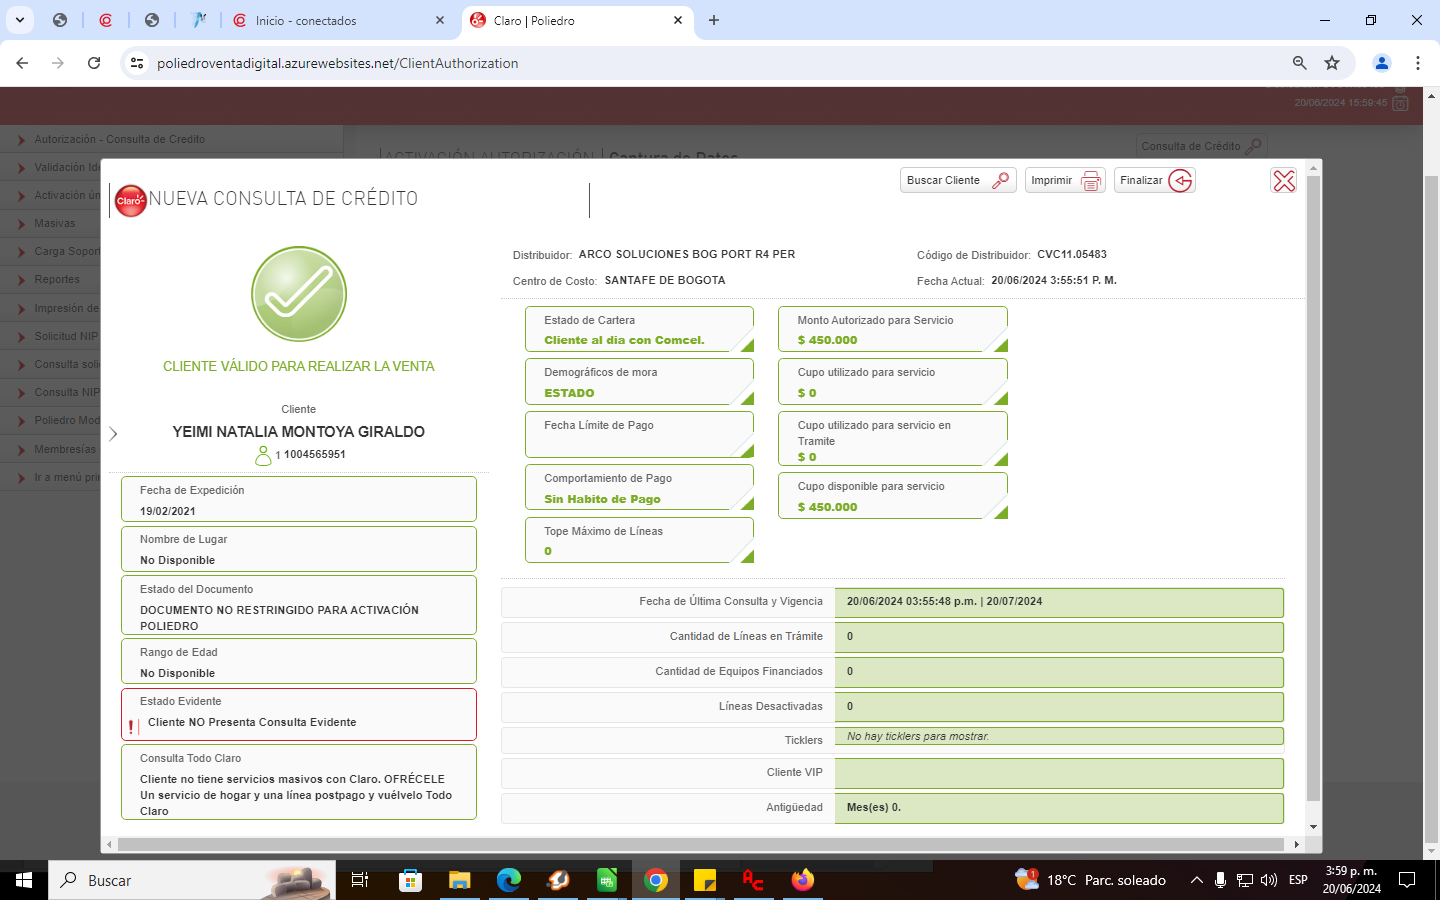 Inicio - conectados
Claro | Poliedro
poliedroventadigital.azurewebsites.net/ClientAuthorization
20/06/2024 15:59:45
Autorización - Consulta de Credito
ACTIVACIÓN AUTORIZACIÓN | Captura de Datos
Consulta de Crédito
Validación Id
Activación ún
Masivas
Carga Soport
Reportes
Impresión de
Solicitud NIP
Consulta soli
Consulta NIP
Poliedro Mod
Membresías
Ir a menú pri
Claro
NUEVA CONSULTA DE CRÉDITO
Buscar Cliente
Imprimir
Finalizar
CLIENTE VÁLIDO PARA REALIZAR LA VENTA
Cliente
YEIMI NATALIA MONTOYA GIRALDO
1 1004565951
Fecha de Expedición
19/02/2021
Nombre de Lugar
No Disponible
Estado del Documento
DOCUMENTO NO RESTRINGIDO PARA ACTIVACIÓN
POLIEDRO
Rango de Edad
No Disponible
Estado Evidente
Cliente NO Presenta Consulta Evidente
Consulta Todo Claro
Cliente no tiene servicios masivos con Claro. OFRÉCELE
Un servicio de hogar y una línea postpago y vuélvelo Todo
Claro
Distribuidor: ARCO SOLUCIONES BOG PORT R4 PER
Código de Distribuidor: CVC11.05483
Centro de Costo: SANTAFE DE BOGOTA
Fecha Actual: 20/06/2024 3:55:51 P. M.
Estado de Cartera
Cliente al dia con Comcel.
Demográficos de mora
ESTADO
Fecha Límite de Pago
Comportamiento de Pago
Sin Habito de Pago
Tope Máximo de Líneas
0
Monto Autorizado para Servicio
$ 450.000
Cupo utilizado para servicio
$ 0
Cupo utilizado para servicio en
Tramite
$ 0
Cupo disponible para servicio
$ 450.000
Fecha de Última Consulta y Vigencia 20/06/2024 03:55:48 p.m. | 20/07/2024
Cantidad de Líneas en Trámite 0
Cantidad de Equipos Financiados 0
Líneas Desactivadas 0
Ticklers No hay ticklers para mostrar.
Cliente VIP
Antigüedad Mes(es) 0.
Buscar
1
18°C Parc. soleado
ESP
3:59 p. m.
20/06/2024